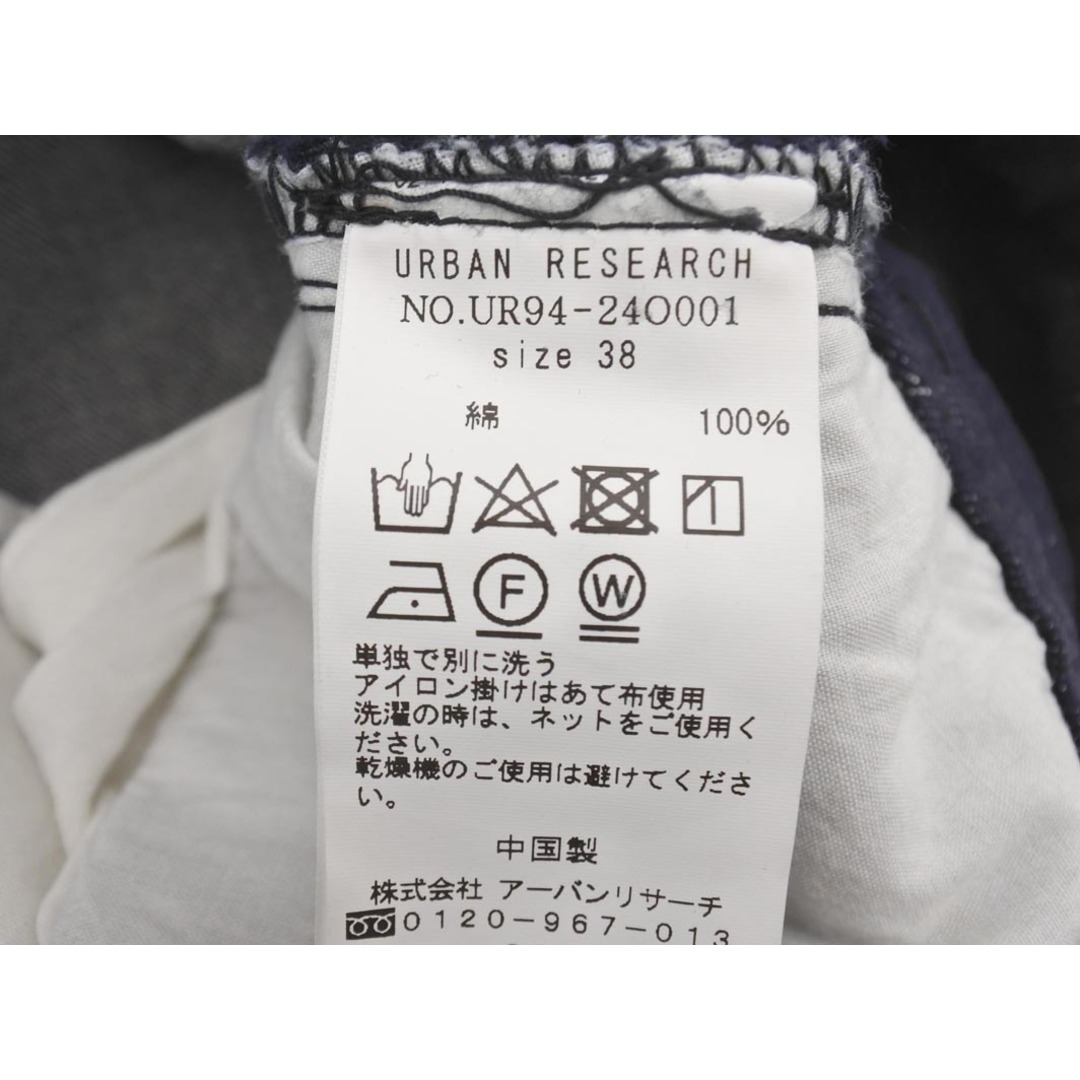 URBAN RESEARCH
NO.UR94-24O001
size 38
綿 100%
F W
単独で別に洗う
アイロン掛けはあて布使用
洗濯の時は、ネットをご使用く
ださい。
乾燥機のご使用は避けてくださ
い。
中国製
株式会社 アーバンリサーチ
0120-967-013